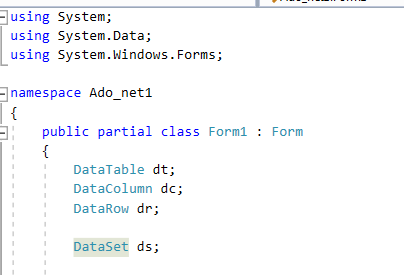 using System;
using System.Data;
using System.Windows.Forms;
namespace Ado_net1
{
public partial class Form1 : Form
{
DataTable dt;
DataColumn dc;
DataRow dr;
DataSet ds;